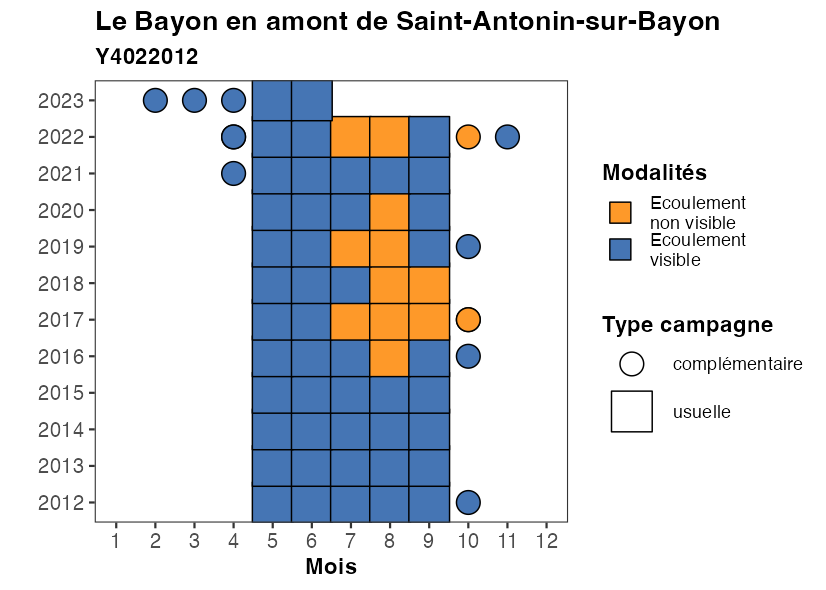 Le Bayon en amont de Saint-Antonin-sur-Bayon
Y4022012
2023
2022
2021
2020
2019
2018
2017
2016
2015
2014
2013
2012
1 2 3 4 5 6 7 8 9 10 11 12
Mois
Modalités
Ecoulement
non visible
Ecoulement
visible
Type campagne
complémentaire
usuelle